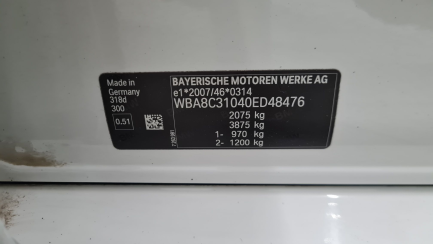 Made in
Germany
318d
300
0.51
BAYERISCHE MOTOREN WERKE AG
e1*2007/46*0314
WBA8C31040ED48476
2075 kg
3875 kg
1- 970 kg
2- 1200 kg